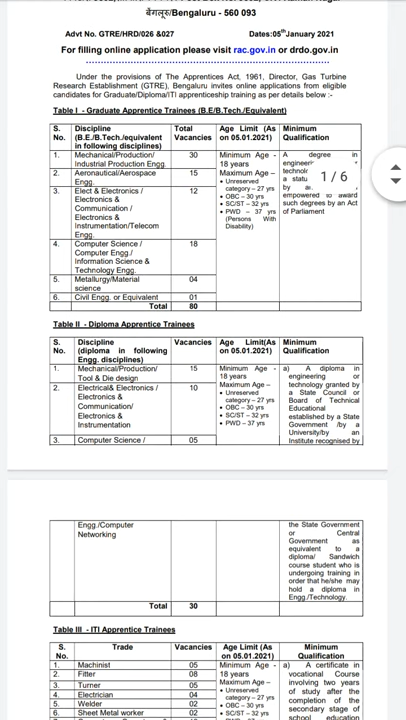 बेंगलूरु/Bengaluru - 560 093
Advt No. GTRE/HRD/026 &027 Dates:05thJanuary 2021
For filling online application please visit rac.gov.in or drdo.gov.in
Under the provisions of The Apprentices Act, 1961, Director, Gas Turbine
Research Establishment (GTRE), Bengaluru invites online applications from eligible
candidates for Graduate/Diploma/ITI apprenticeship training as per details below :-
Table I - Graduate Apprentice Trainees (B.E/B.Tech./Equivalent)
S. No.
Discipline (B.E./B.Tech./equivalent in following disciplines)
Total Vacancies
Age Limit (As on 05.01.2021)
Minimum Qualification
1. Mechanical/Production/ 30
Industrial Production Engg.
2. Aeronautical/Aerospace 15
Engg.
3. Elect & Electronics / 12
Electronics &
Communication /
Electronics &
Instrumentation/Telecom
Engg.
4. Computer Science / 18
Computer Engg./
Information Science &
Technology Engg.
5. Metallurgy/Material 04
science
6. Civil Engg. or Equivalent 01
Total 80
Minimum Age -
18 years
Maximum Age –
• Unreserved
category – 27 yrs
• OBC – 30 yrs
• SC/ST – 32 yrs
• PWD – 37 yrs
(Persons With
Disability)
A degree in
a statu
by
empowered to award
such degrees by an Act
of Parliament
1 / 6
Table II - Diploma Apprentice Trainees
S. No.
Discipline (diploma in following Engg. disciplines)
Vacancies
Age Limit(As on 05.01.2021)
Minimum Qualification
1. Mechanical/Production/ 15
Tool & Die design
2. Electrical& Electronics / 10
Electronics &
Communication/
Electronics &
Instrumentation
3. Computer Science / 05
Minimum Age -
18 years
Maximum Age –
• Unreserved
category – 27 yrs
• OBC – 30 yrs
• SC/ST – 32 yrs
• PWD – 37 yrs
a) A diploma in
engineering or
technology granted by
a State Council or
Board of Technical
Educational
established by a State
Government /by a
University/by an
Institute recognised by
Engg./Computer
Networking
the State Government
or Central
Government as
equivalent to a
diploma/ Sandwich
course student who is
undergoing training in
order that he/she may
hold a diploma in
Engg./Technology.
Total 30
Table III - ITI Apprentice Trainees
S. No.
Trade
Vacancies
Age Limit (As on 05.01.2021)
Minimum Qualification
1. Machinist 05
2. Fitter 08
3. Turner 05
4. Electrician 04
5. Welder 02
6. Sheet Metal worker 02
Minimum Age -
18 years
Maximum Age –
• Unreserved
category – 27 yrs
• OBC – 30 yrs
a) A certificate in
vocational Course
involving two years
of study after the
completion of the
secondary stage of
school education